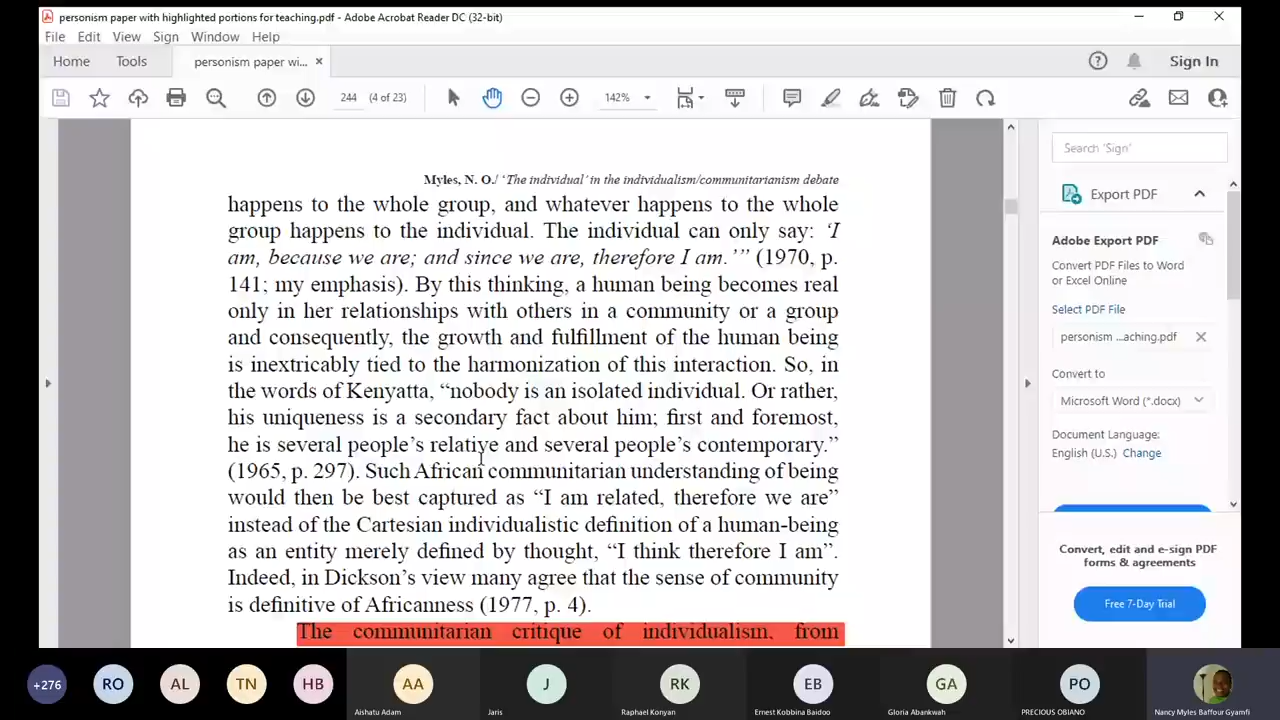 personism paper with highlighted portions for teaching.pdf - Adobe Acrobat Reader DC (32-bit)
File Edit View Sign Window Help
Home Tools personism paper wi... × Sign In
244 (4 of 23) 142%
Search 'Sign'
Export PDF
Adobe Export PDF
Convert PDF Files to Word
or Excel Online
Select PDF File
personism ...aching.pdf
Convert to
Microsoft Word (*.docx)
Document Language:
English (U.S.) Change
Convert, edit and e-sign PDF
forms & agreements
Free 7-Day Trial
Myles, N. O./ 'The individual' in the individualism/communitarianism debate
happens to the whole group, and whatever happens to the whole
group happens to the individual. The individual can only say: 'I
am, because we are; and since we are, therefore I am.'” (1970, p.
141; my emphasis). By this thinking, a human being becomes real
only in her relationships with others in a community or a group
and consequently, the growth and fulfillment of the human being
is inextricably tied to the harmonization of this interaction. So, in
the words of Kenyatta, “nobody is an isolated individual. Or rather,
his uniqueness is a secondary fact about him; first and foremost,
he is several people’s relative and several people’s contemporary.”
(1965, p. 297). Such African communitarian understanding of being
would then be best captured as “I am related, therefore we are”
instead of the Cartesian individualistic definition of a human-being
as an entity merely defined by thought, “I think therefore I am”.
Indeed, in Dickson’s view many agree that the sense of community
is definitive of Africanness (1977, p. 4).
The communitarian critique of individualism, from
+276 RO AL TN HB AA J RK EB GA PO
Aishatu Adam Jaris Raphael Konyan Ernest Kobbina Baidoo Gloria Abankwah PRECIOUS OBIANO Nancy Myles Baffour Gyamfi